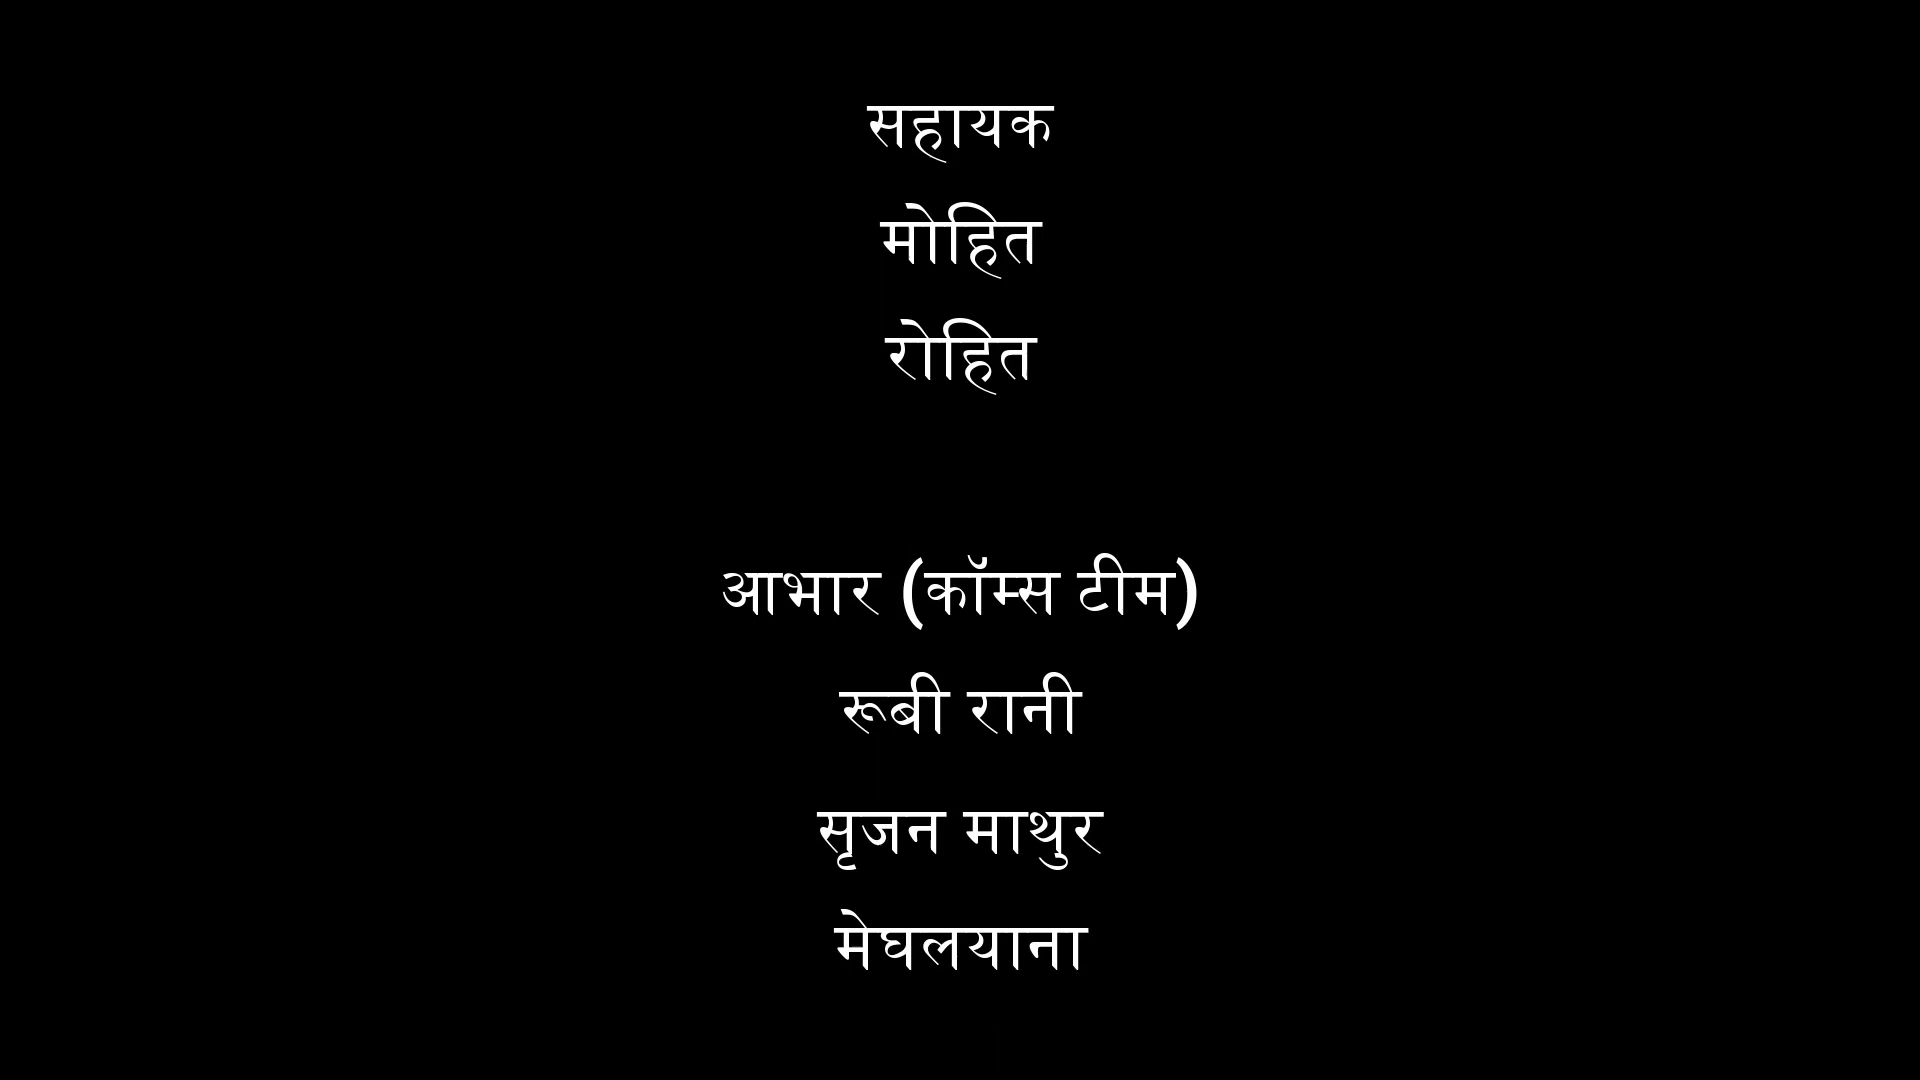 सहायक
मोहित
रोहित
आभार (कॉम्स टीम)
रूबी रानी
सृजन माथुर
मेघलयाना